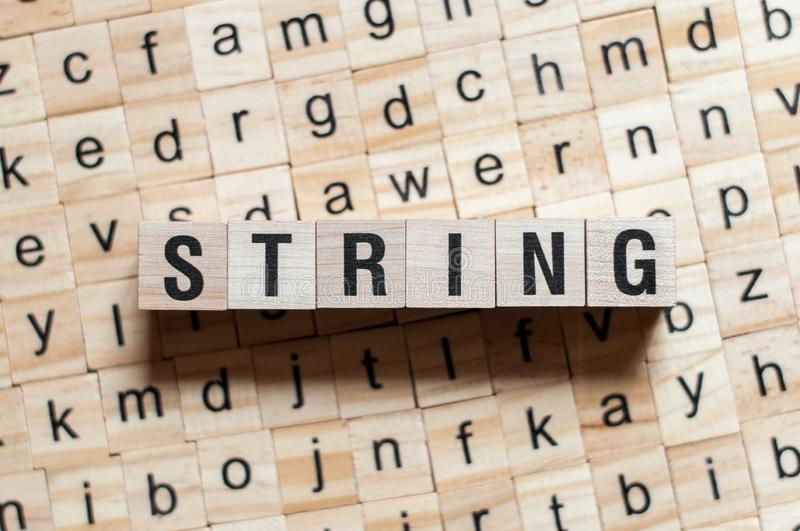 a m g n
z c f a m d b
k e d r g d c h n n v
e v s d a w e r p
STRING
y l v b z
k m d j t l f a y h
n i b o j n f k b i